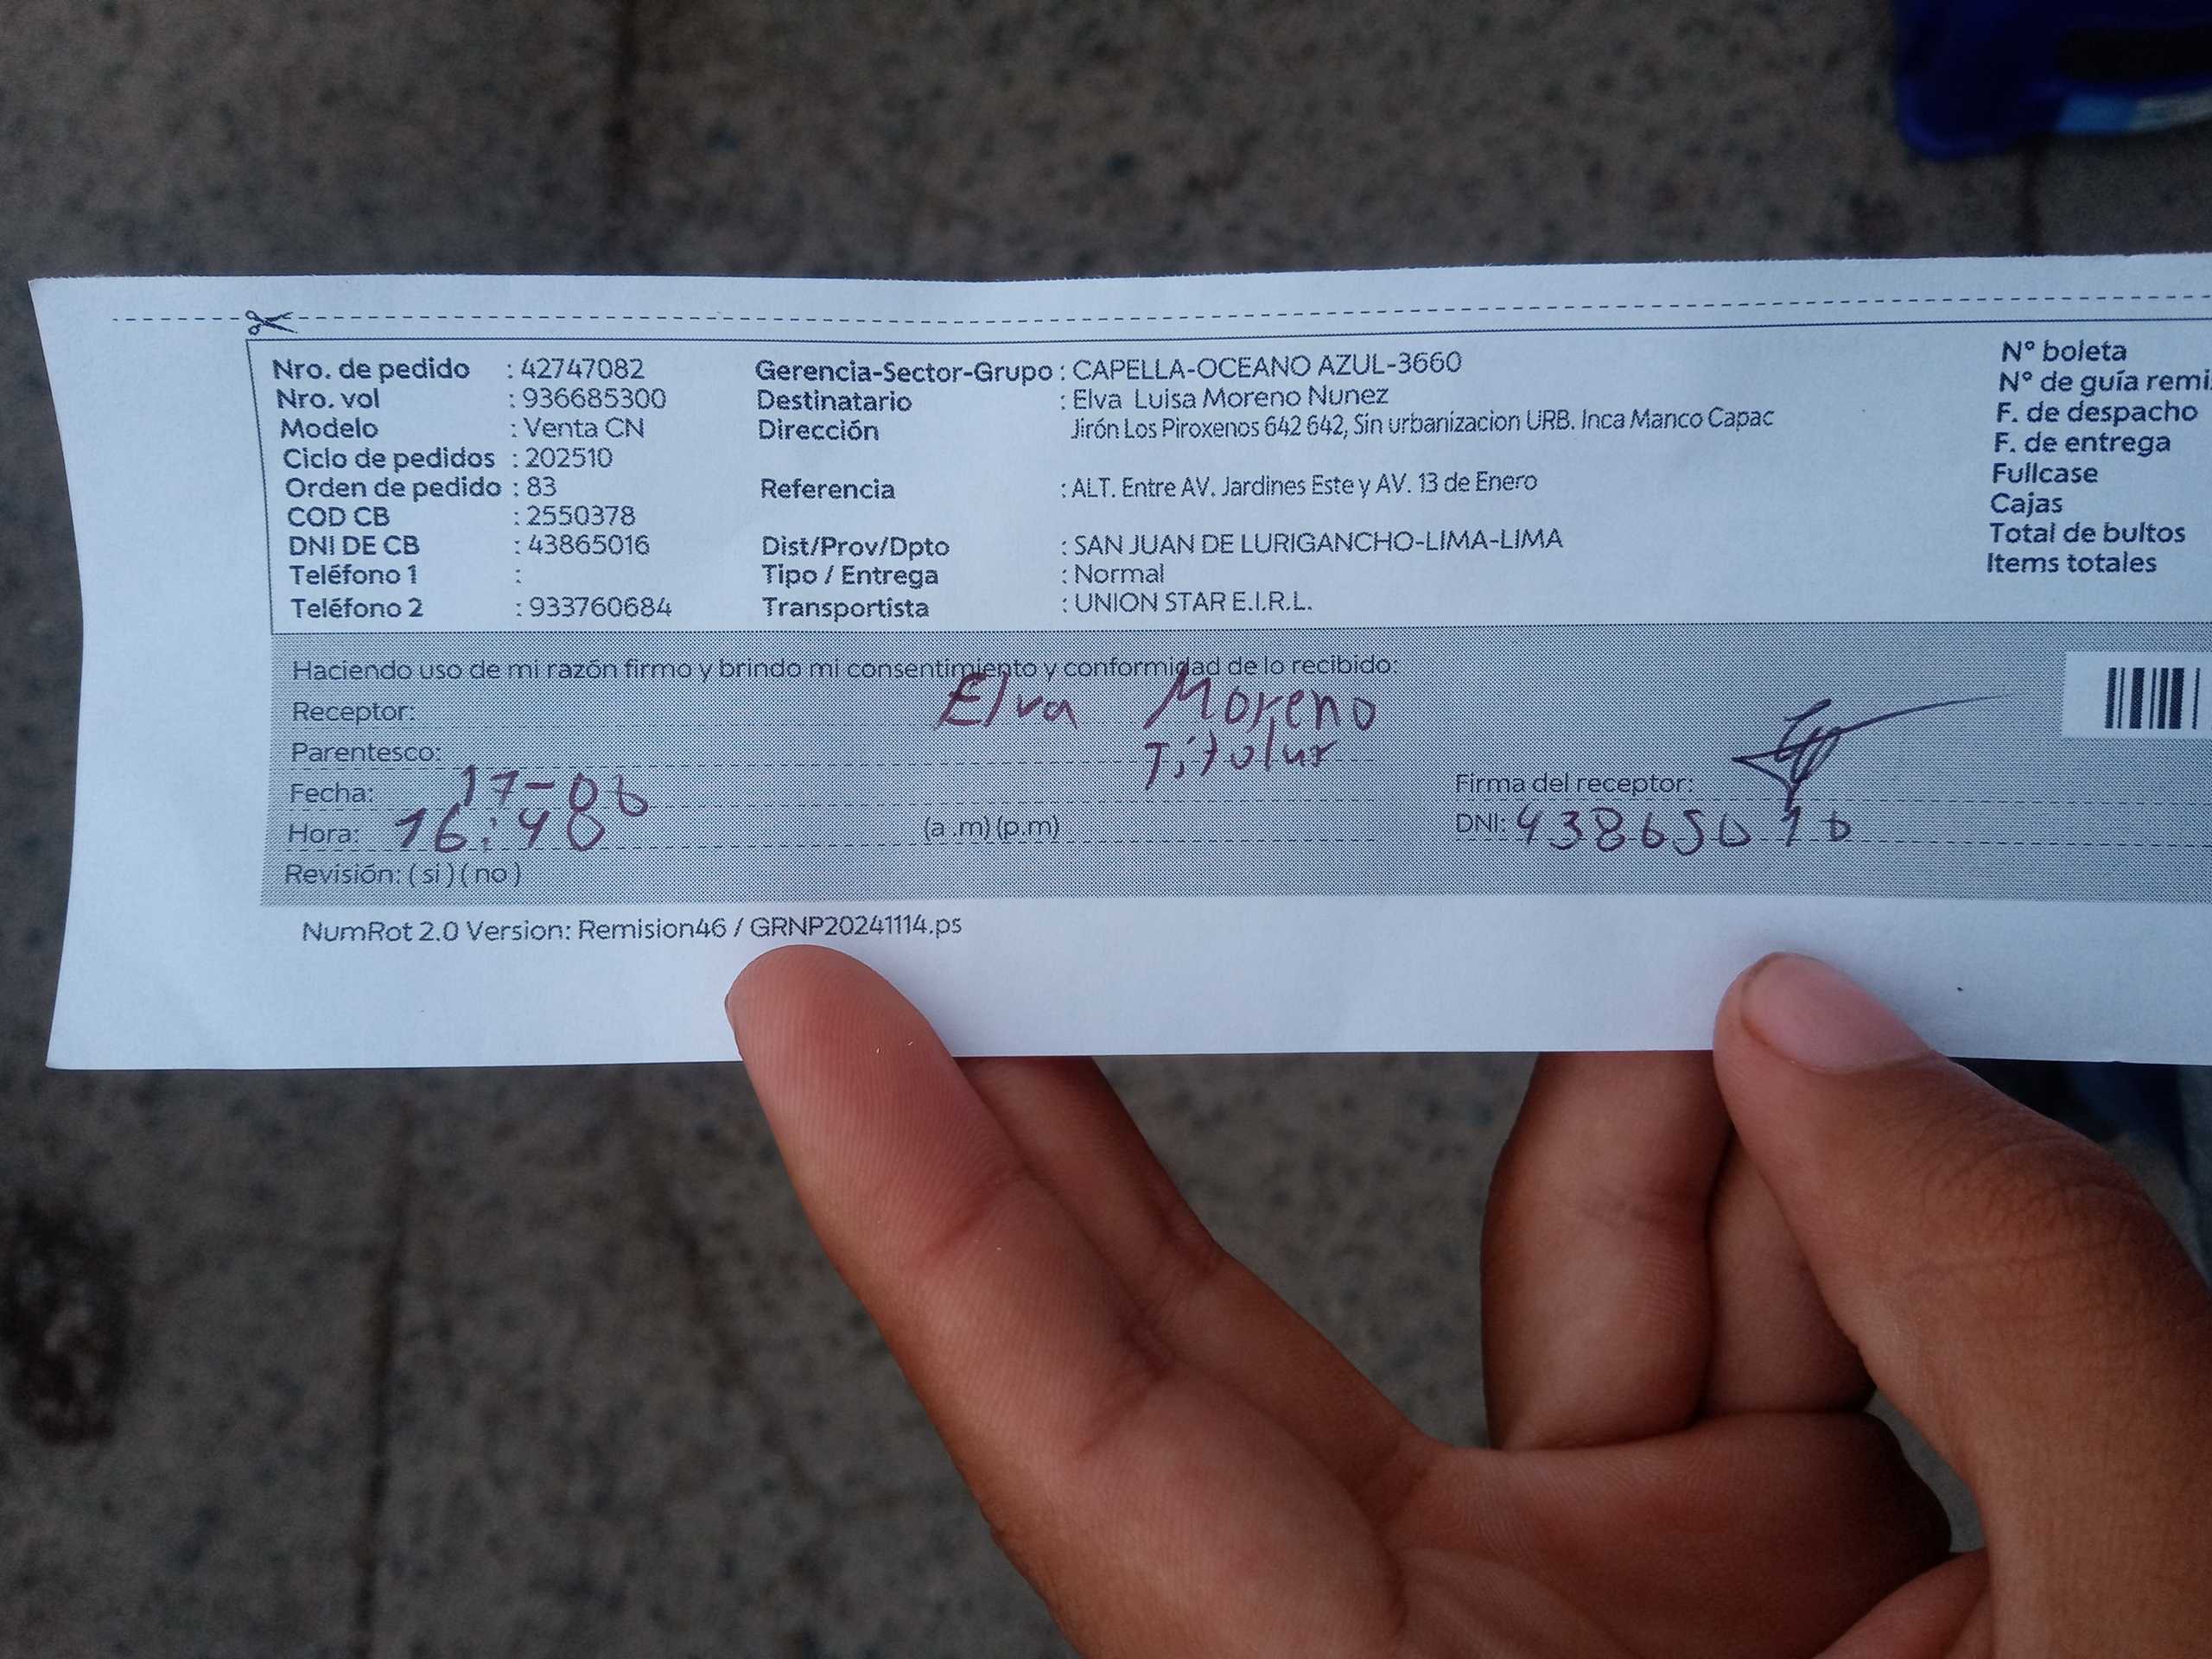 Nro. de pedido : 42747082
Nro. vol : 936685300
Modelo : Venta CN
Ciclo de pedidos : 202510
Orden de pedido : 83
COD CB : 2550378
DNI DE CB : 43865016
Teléfono 1 :
Teléfono 2 : 933760684
Gerencia-Sector-Grupo : CAPELLA-OCEANO AZUL-3660
Destinatario : Elva Luisa Moreno Nunez
Dirección Jirón Los Piroxenos 642 642, Sin urbanizacion URB. Inca Manco Capac
Referencia : ALT. Entre AV. Jardines Este y AV. 13 de Enero
Dist/Prov/Dpto : SAN JUAN DE LURIGANCHO-LIMA-LIMA
Tipo / Entrega : Normal
Transportista : UNION STAR E.I.R.L.
N° boleta
N° de guía remi
F. de despacho
F. de entrega
Fullcase
Cajas
Total de bultos
Items totales
Haciendo uso de mi razón firmo y brindo mi consentimiento y conformidad de lo recibido:
Receptor: Elva Moreno
Parentesco: Titular
Fecha: 17-06
Hora: 16:48 (a .m) (p.m)
Revisión: ( si ) ( no )
Firma del receptor:
DNI: 43865016
NumRot 2.0 Version: Remision46 / GRNP20241114.ps